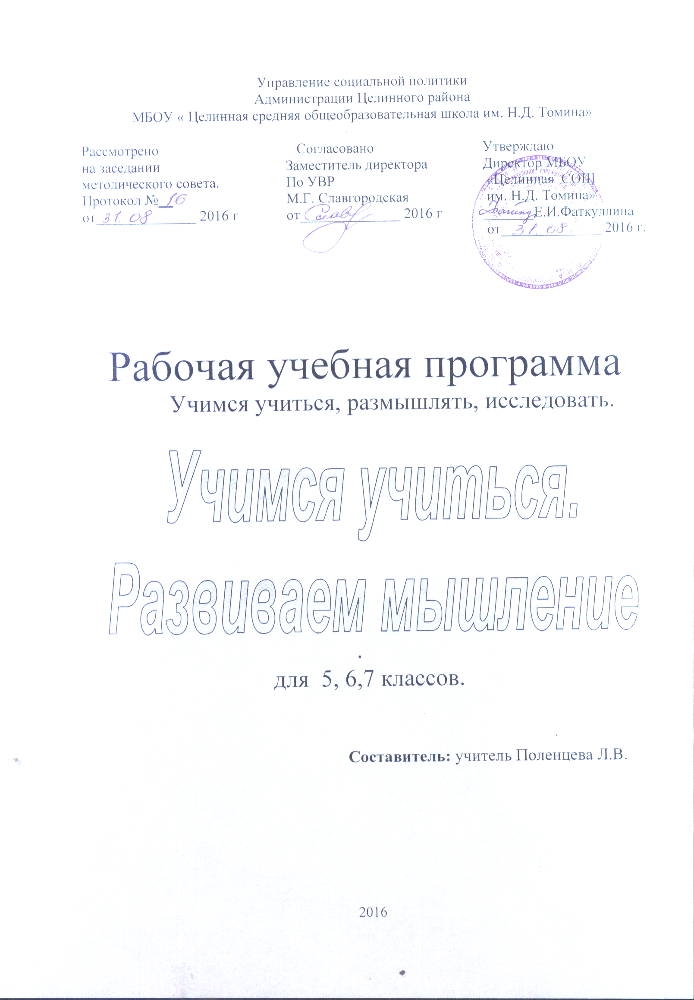 Управление социальной политики
Администрации Целинного района
МБОУ « Целинная средняя общеобразовательная школа им. Н.Д. Томина»
Рассмотрено
на заседании
методического совета.
Протокол №  16
от 31. 08 2016 г
Согласовано
Заместитель директора
По УВР
М.Г. Славгородская
от 2016 г
Утверждаю
Директор МБОУ
«Целинная  СОШ
им. Н.Д. Томина»
Е.И.Фаткуллина
от 31. 08. 2016 г.
Рабочая учебная программа
Учимся учиться, размышлять, исследовать.
Учимся учиться.
Развиваем мышление
.
для  5, 6,7 классов.
Составитель: учитель Поленцева Л.В.
2016